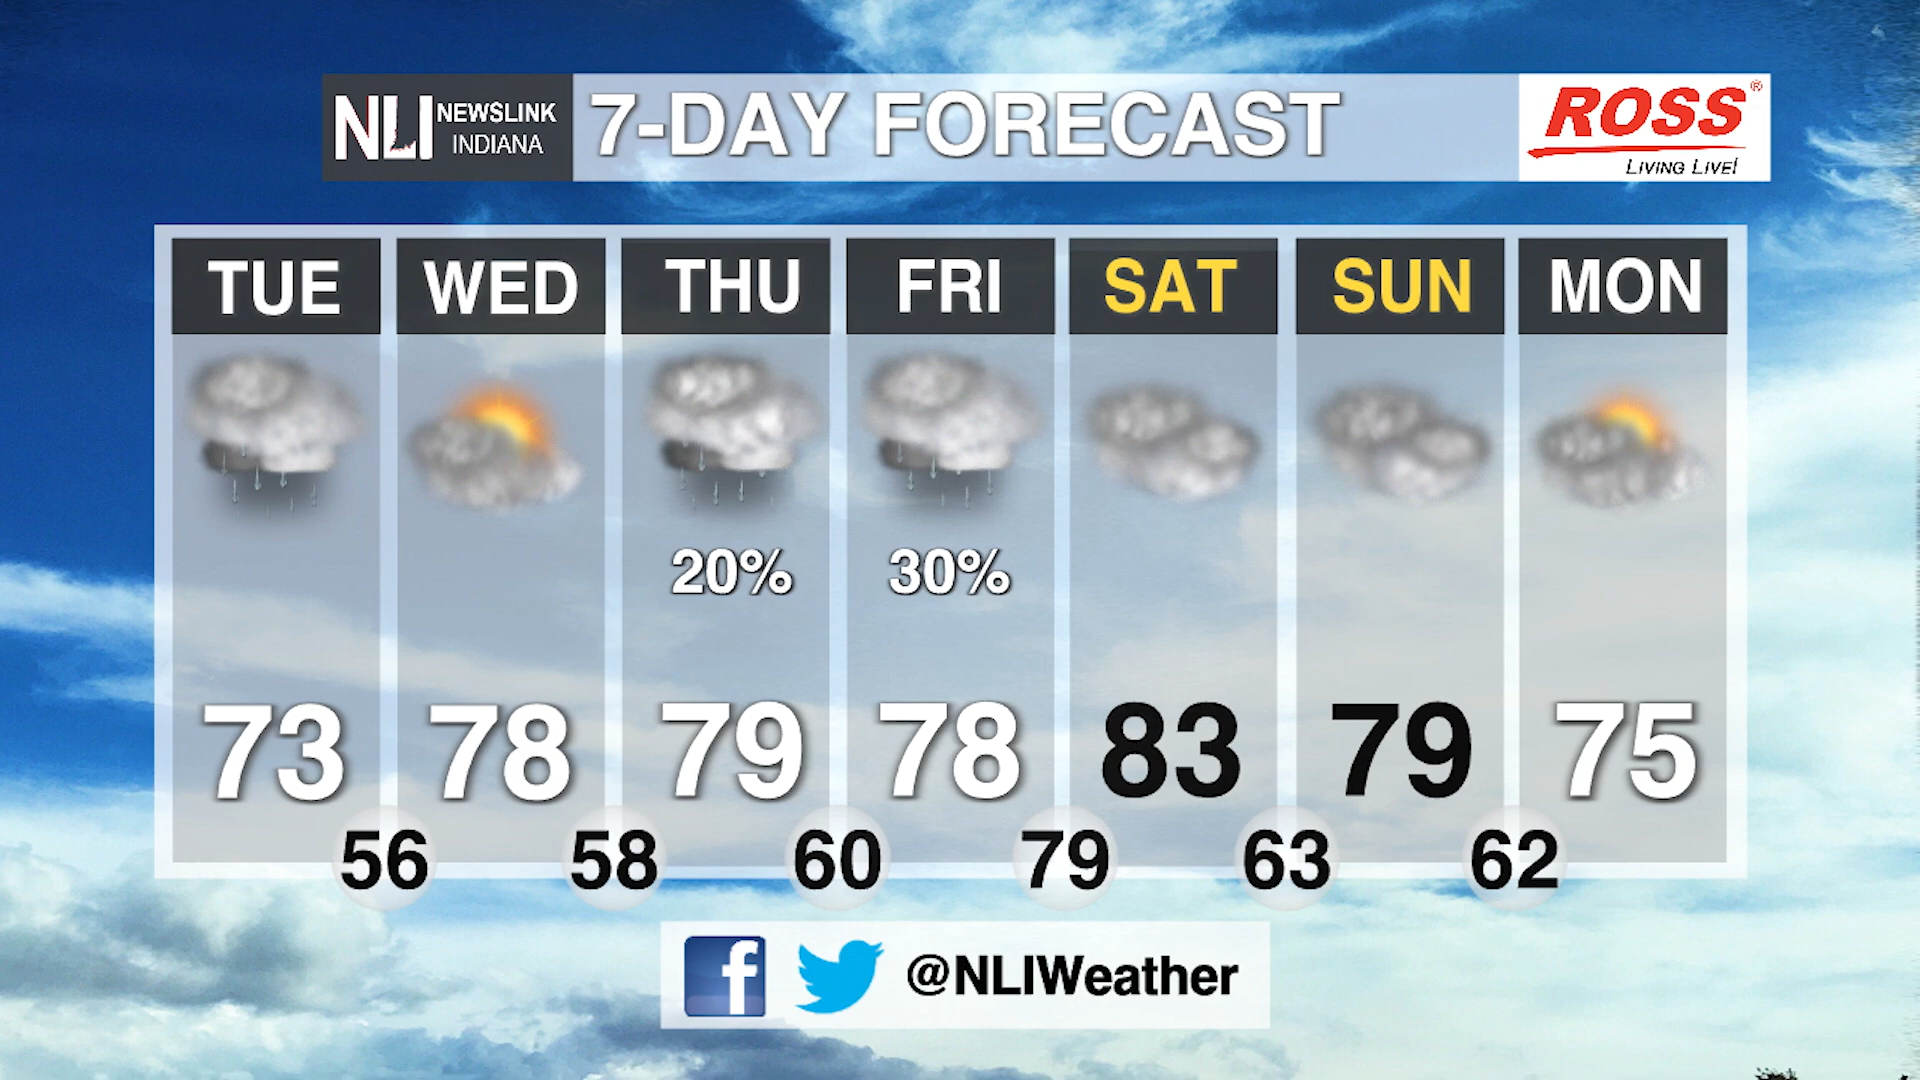 NLI NEWSLINK INDIANA
7-DAY FORECAST
ROSS®
LIVING LIVE!
TUE WED THU FRI SAT SUN MON
20% 30%
73 78 79 78 83 79 75
56 58 60 79 63 62
f @NLIWeather